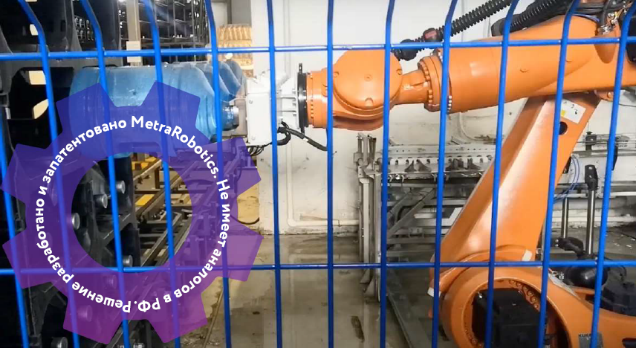 Решение разработано и запатентовано MetraRobotics. Не имеет аналогов в РФ.